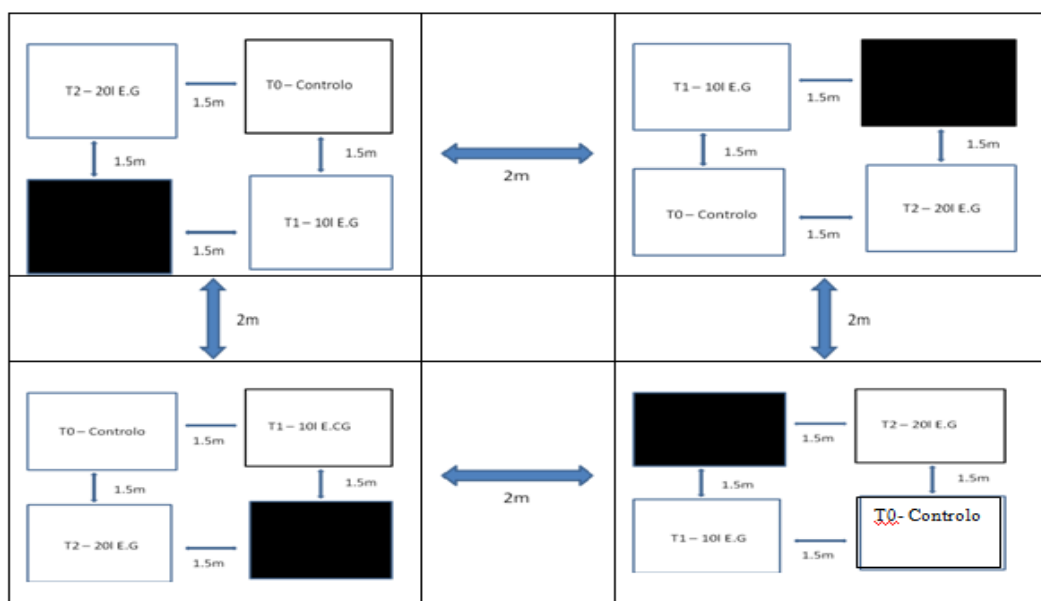 T2 – 20l E.G
1.5m
T0 – Controlo
1.5m
1.5m
T1 – 10l E.G
1.5m
2m
T1 – 10l E.G
1.5m
1.5m
1.5m
T0 – Controlo
T2 – 20l E.G
1.5m
2m
2m
T0 – Controlo
1.5m
T1 – 10l E.CG
1.5m
1.5m
T2 – 20l E.G
1.5m
2m
1.5m
T2 – 20l E.G
1.5m
1.5m
T1 – 10l E.G
T0- Controlo
1.5m